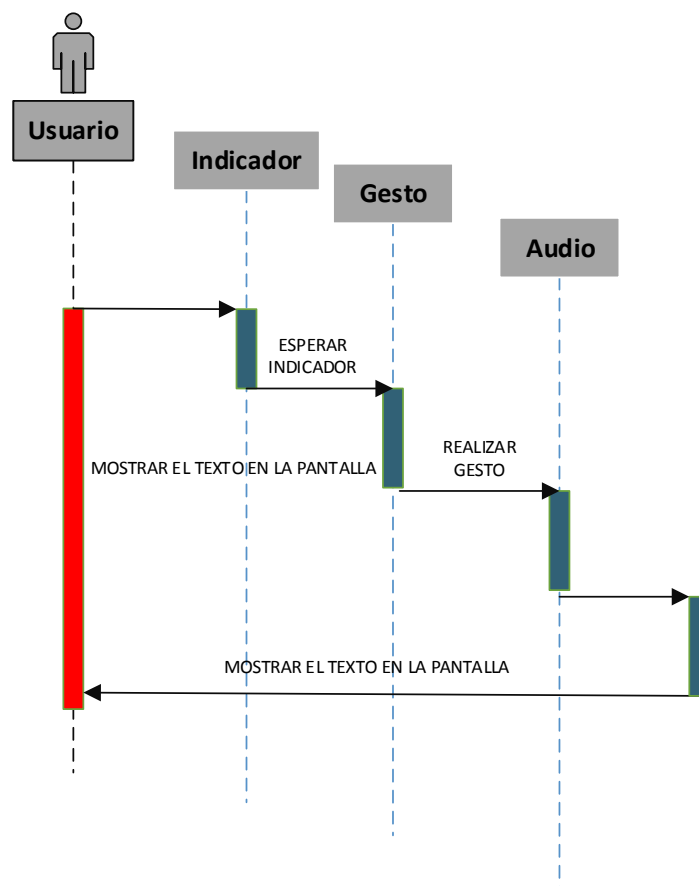 Usuario
Indicador
Gesto
Audio
ESPERAR
INDICADOR
REALIZAR
GESTO
MOSTRAR EL TEXTO EN LA PANTALLA
MOSTRAR EL TEXTO EN LA PANTALLA